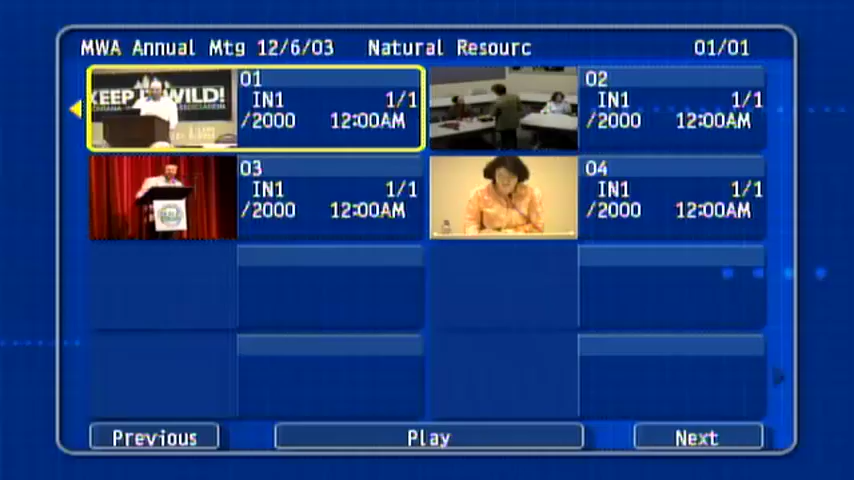 MWA Annual Mtg 12/6/03 Natural Resourc 01/01
01
IN1 1/1
/2000 12:00AM
KEEP IT WILD!
02
IN1 1/1
/2000 12:00AM
03
IN1 1/1
/2000 12:00AM
04
IN1 1/1
/2000 12:00AM
Previous Play Next